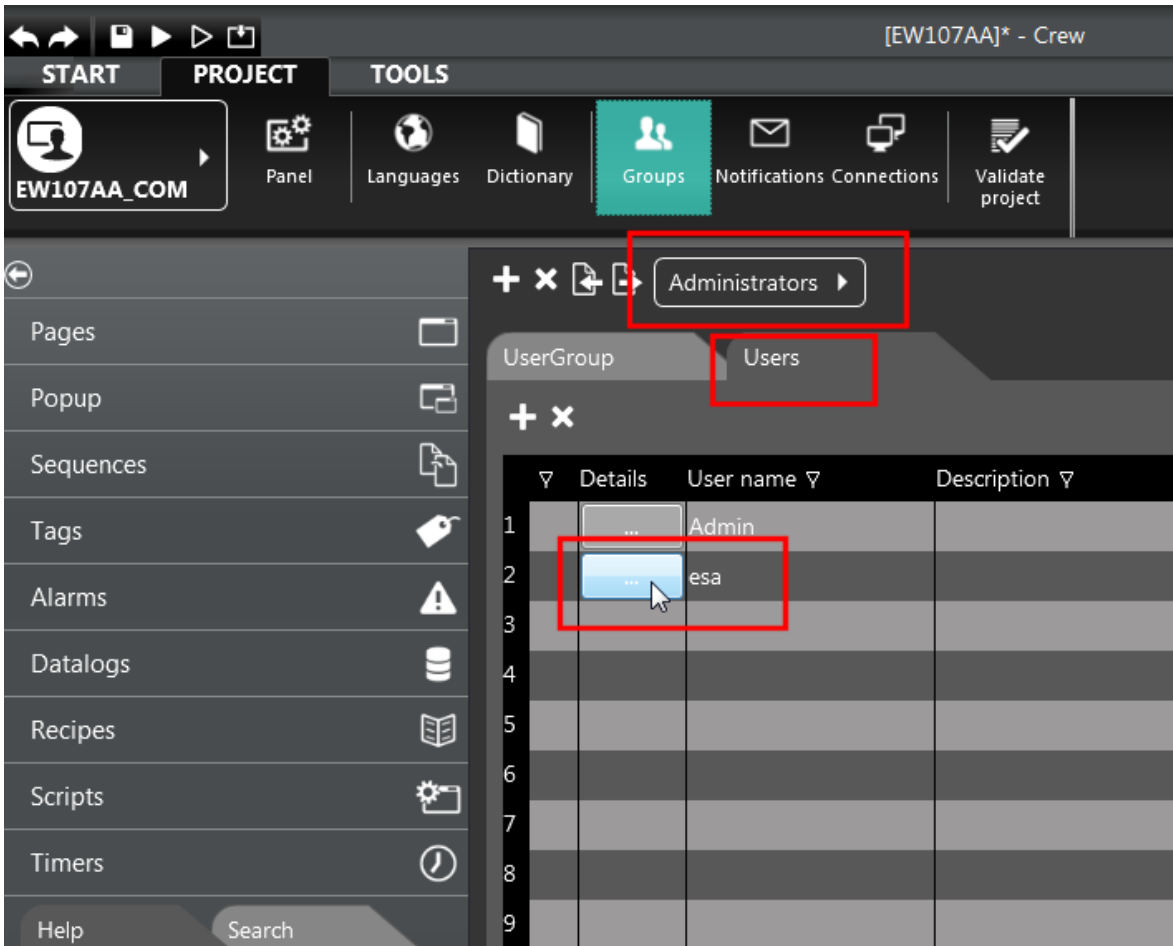 [EW107AA]* - Crew
START PROJECT TOOLS
EW107AA_COM
Panel
Languages
Dictionary
Groups
Notifications
Connections
Validate
project
Administrators
Pages
Popup
Sequences
Tags
Alarms
Datalogs
Recipes
Scripts
Timers
Help Search
UserGroup Users
Details User name Description
1 ... Admin
2 ... esa
3
4
5
6
7
8
9